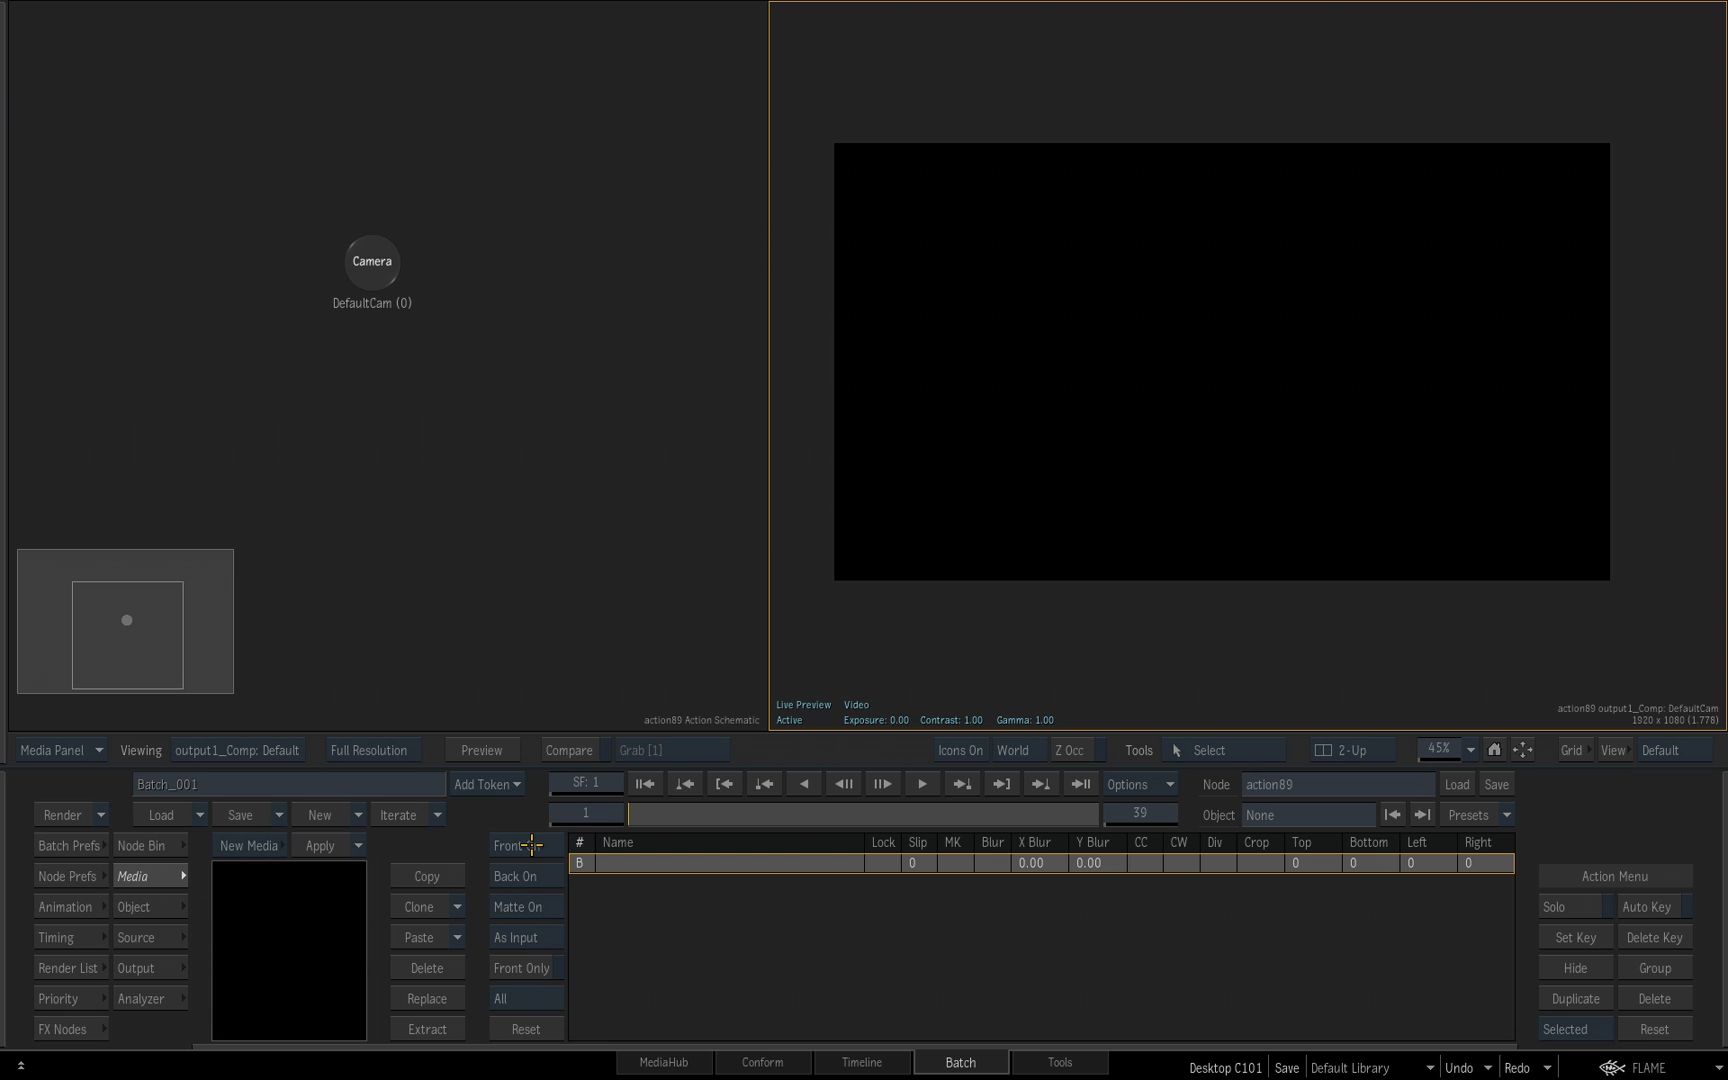 Camera
DefaultCam (0)
action89 Action Schematic
Live Preview Video
Active Exposure: 0.00 Contrast: 1.00 Gamma: 1.00
action89 output1_Comp: DefaultCam
1920 x 1080 (1.778)
Media Panel Viewing output1_Comp: Default Full Resolution Preview Compare Grab [1] Icons On World Z Occ Tools Select 2-Up 45% Grid View Default
Batch_001 Add Token SF: 1 Options Node action89 Load Save
Render Load Save New Iterate 1 39 Object None Presets
Batch Prefs Node Bin New Media Apply # Name Lock Slip MK Blur X Blur Y Blur CC CW Div Crop Top Bottom Left Right
B 0 0.00 0.00 0 0 0 0
Node Prefs Media Copy Back On Action Menu
Animation Object Clone Matte On Solo Auto Key
Timing Source Paste As Input Set Key Delete Key
Render List Output Delete Front Only Hide Group
Priority Analyzer Replace All Duplicate Delete
FX Nodes Extract Reset Selected Reset
MediaHub Conform Timeline Batch Tools Desktop C101 Save Default Library Undo Redo FLAME